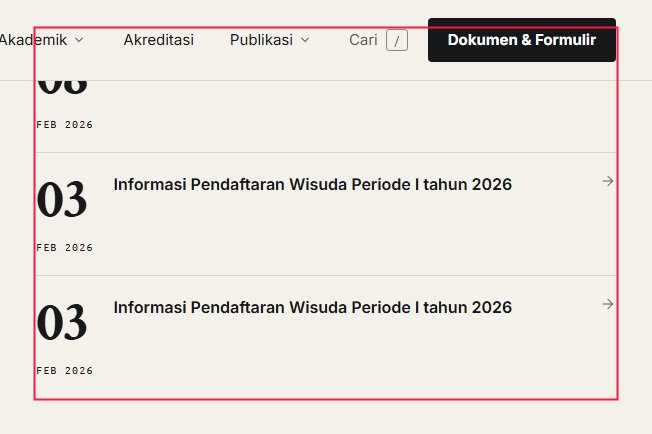 Akademik
Akreditasi
Publikasi
Cari /
Dokumen & Formulir
FEB 2026
03
Informasi Pendaftaran Wisuda Periode I tahun 2026
→
FEB 2026
03
Informasi Pendaftaran Wisuda Periode I tahun 2026
→
FEB 2026